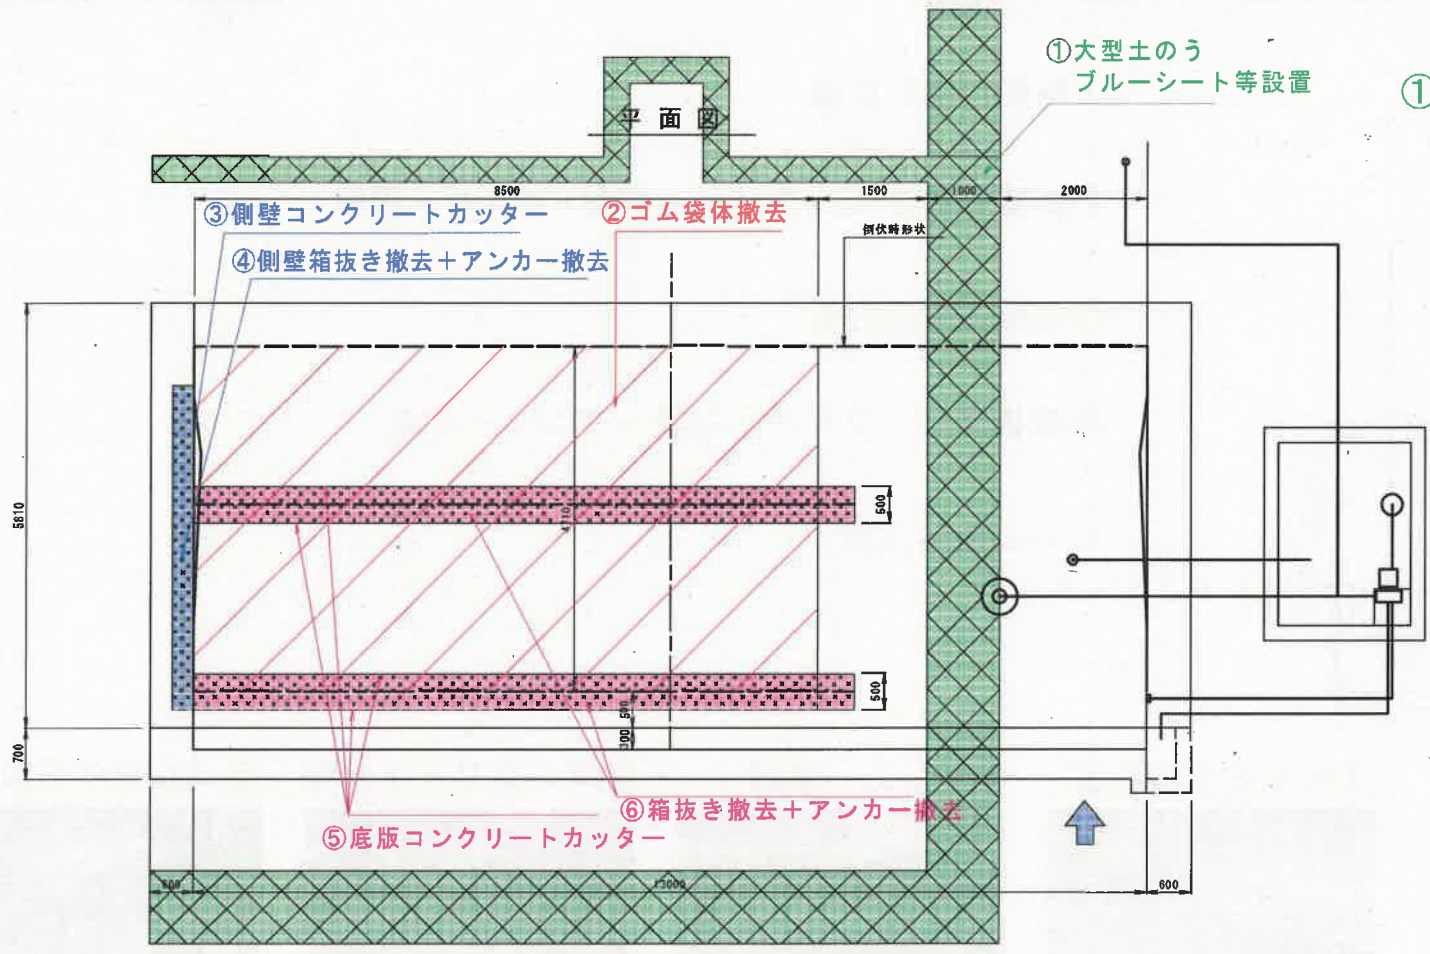 ①大型土のう
ブルーシート等設置
①
平面図
8500
1500
1000
2000
③側壁コンクリートカッター
②ゴム袋体撤去
倒伏時形状
④側壁箱抜き撤去＋アンカー撤去
5810
500
4710
500
500
300
700
⑥箱抜き撤去＋アンカー撤去
⑤底版コンクリートカッター
600
13000
600